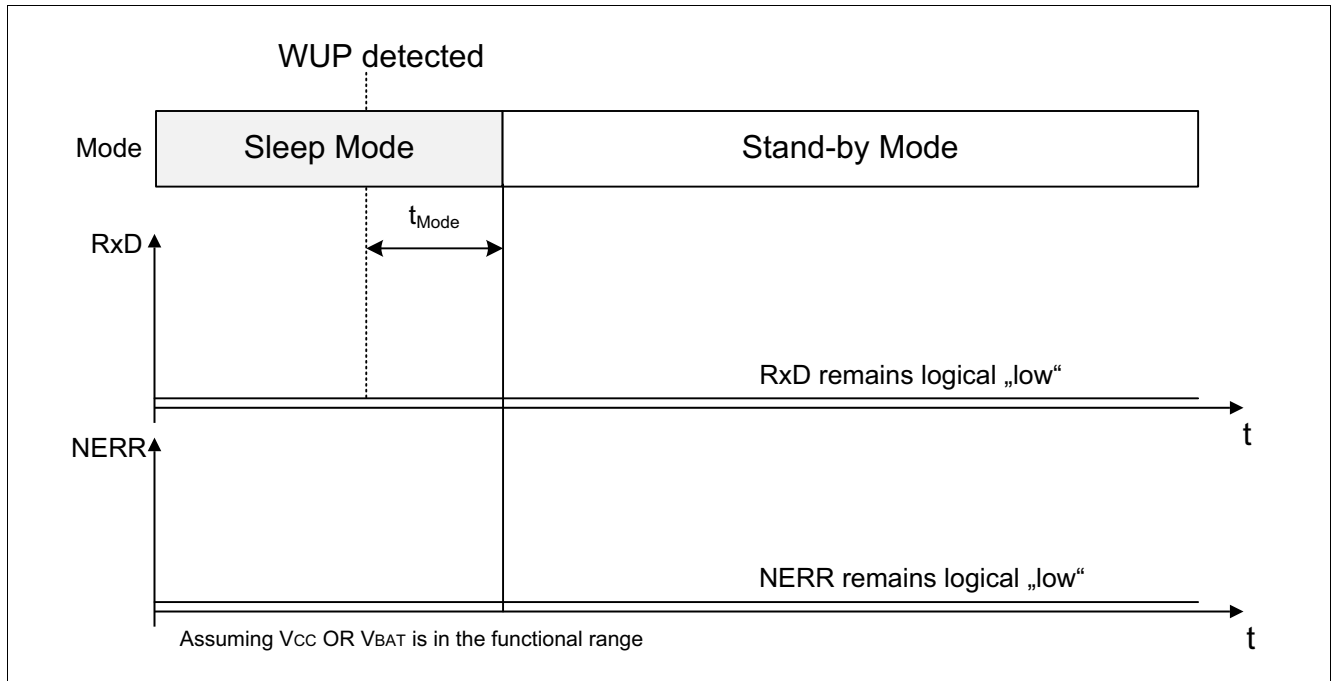 WUP detected
Mode
Sleep Mode
Stand-by Mode
tMode
RxD
RxD remains logical „low“
t
NERR
NERR remains logical „low“
t
Assuming VCC OR VBAT is in the functional range